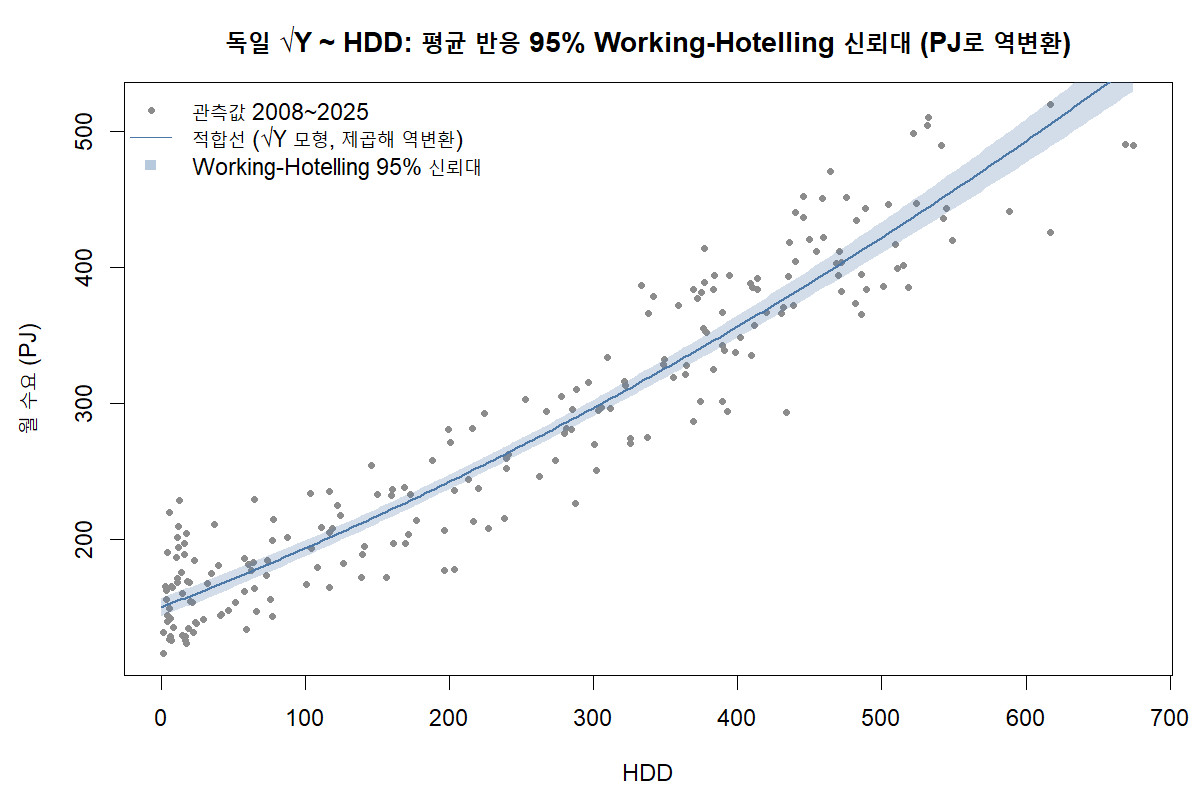 독일 √Y ~ HDD: 평균 반응 95% Working-Hotelling 신뢰대 (PJ로 역변환)
관측값 2008~2025
적합선 (√Y 모형, 제곱해 역변환)
Working-Hotelling 95% 신뢰대
월 수요 (PJ)
500
400
300
200
0 100 200 300 400 500 600 700
HDD